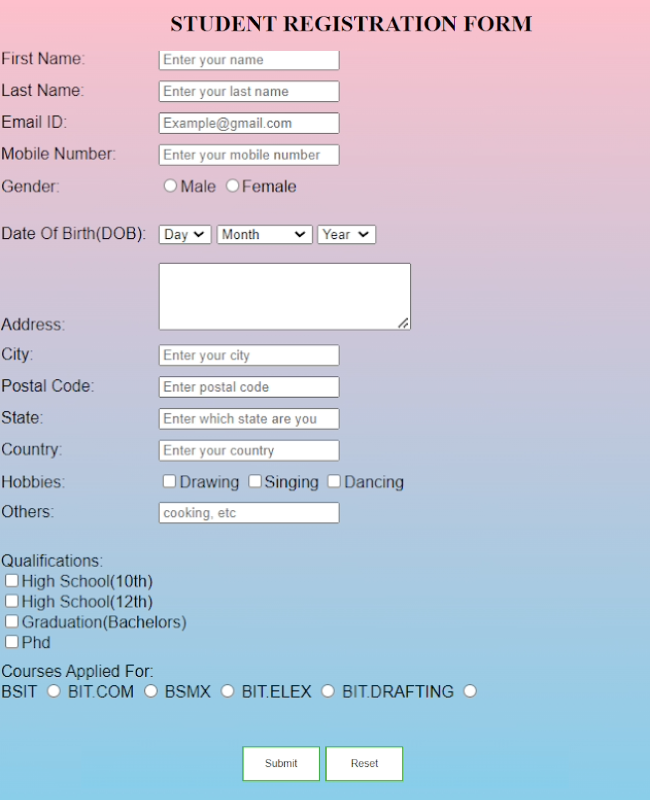 STUDENT REGISTRATION FORM
First Name: Enter your name
Last Name: Enter your last name
Email ID: Example@gmail.com
Mobile Number: Enter your mobile number
Gender: Male Female
Date Of Birth(DOB): Day Month Year
Address:
City: Enter your city
Postal Code: Enter postal code
State: Enter which state are you
Country: Enter your country
Hobbies: Drawing Singing Dancing
Others: cooking, etc
Qualifications:
High School(10th)
High School(12th)
Graduation(Bachelors)
Phd
Courses Applied For:
BSIT BIT.COM BSMX BIT.ELEX BIT.DRAFTING
Submit Reset